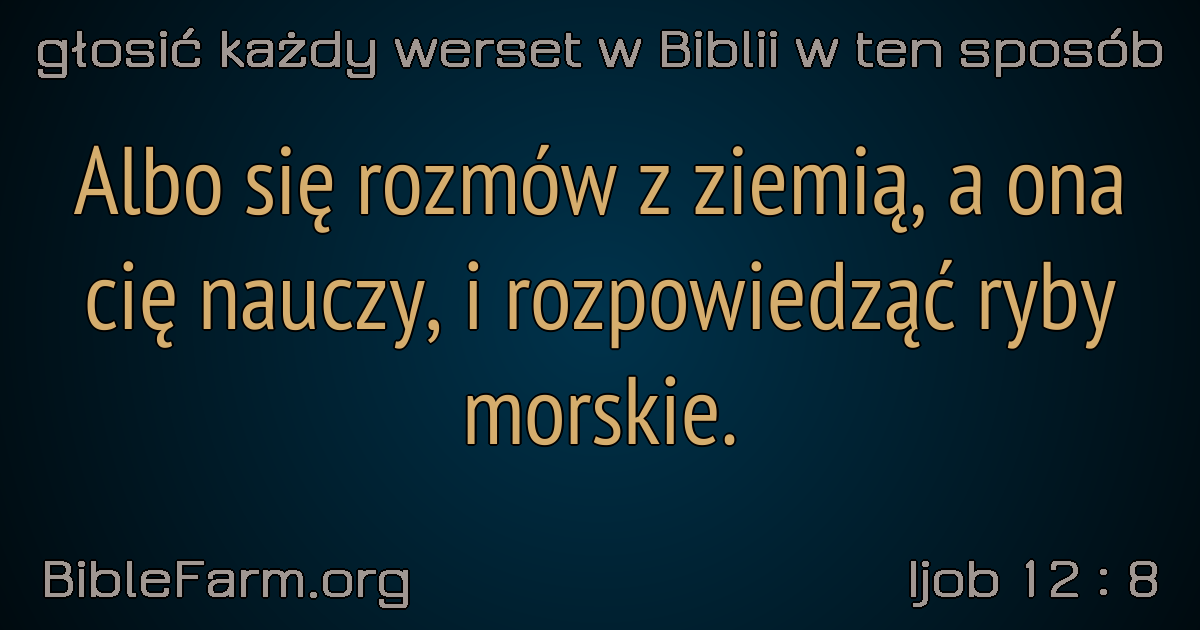 głosić każdy werset w Biblii w ten sposób
Albo się rozmów z ziemią, a ona
cię nauczy, i rozpowiedząć ryby
morskie.
BibleFarm.org
Ijob 12 : 8